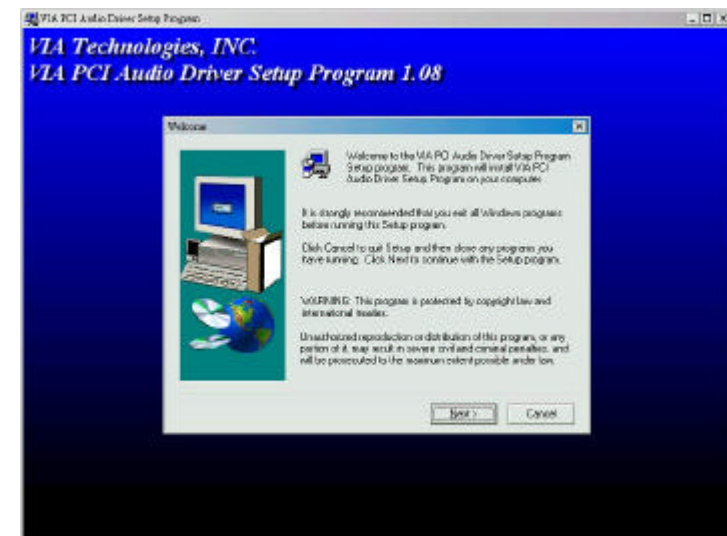 VIA PCI Audio Driver Setup Program
VIA Technologies, INC.
VIA PCI Audio Driver Setup Program 1.08
Welcome
Welcome to the VIA PCI Audio Driver Setup Program
Setup program. This program will install VIA PCI
Audio Driver Setup Program on your computer.
It is strongly recommended that you exit all Windows programs
before running this Setup program.
Click Cancel to quit Setup and then close any programs you
have running. Click Next to continue with the Setup program.
WARNING: This program is protected by copyright law and
international treaties.
Unauthorized reproduction or distribution of this program, or any
portion of it, may result in severe civil and criminal penalties, and
will be prosecuted to the maximum extent possible under law.
Next >
Cancel